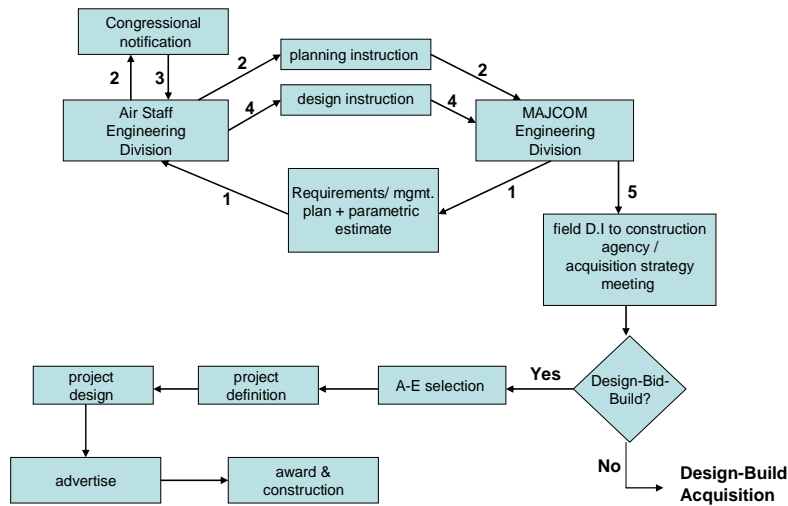 Congressional
notification
2
3
2
planning instruction
2
Air Staff
Engineering
Division
4
design instruction
4
MAJCOM
Engineering
Division
1
Requirements/ mgmt.
plan + parametric
estimate
1
5
field D.I to construction
agency /
acquisition strategy
meeting
Design-Bid-
Build?
Yes
A-E selection
project
definition
project
design
advertise
award &
construction
No
Design-Build
Acquisition